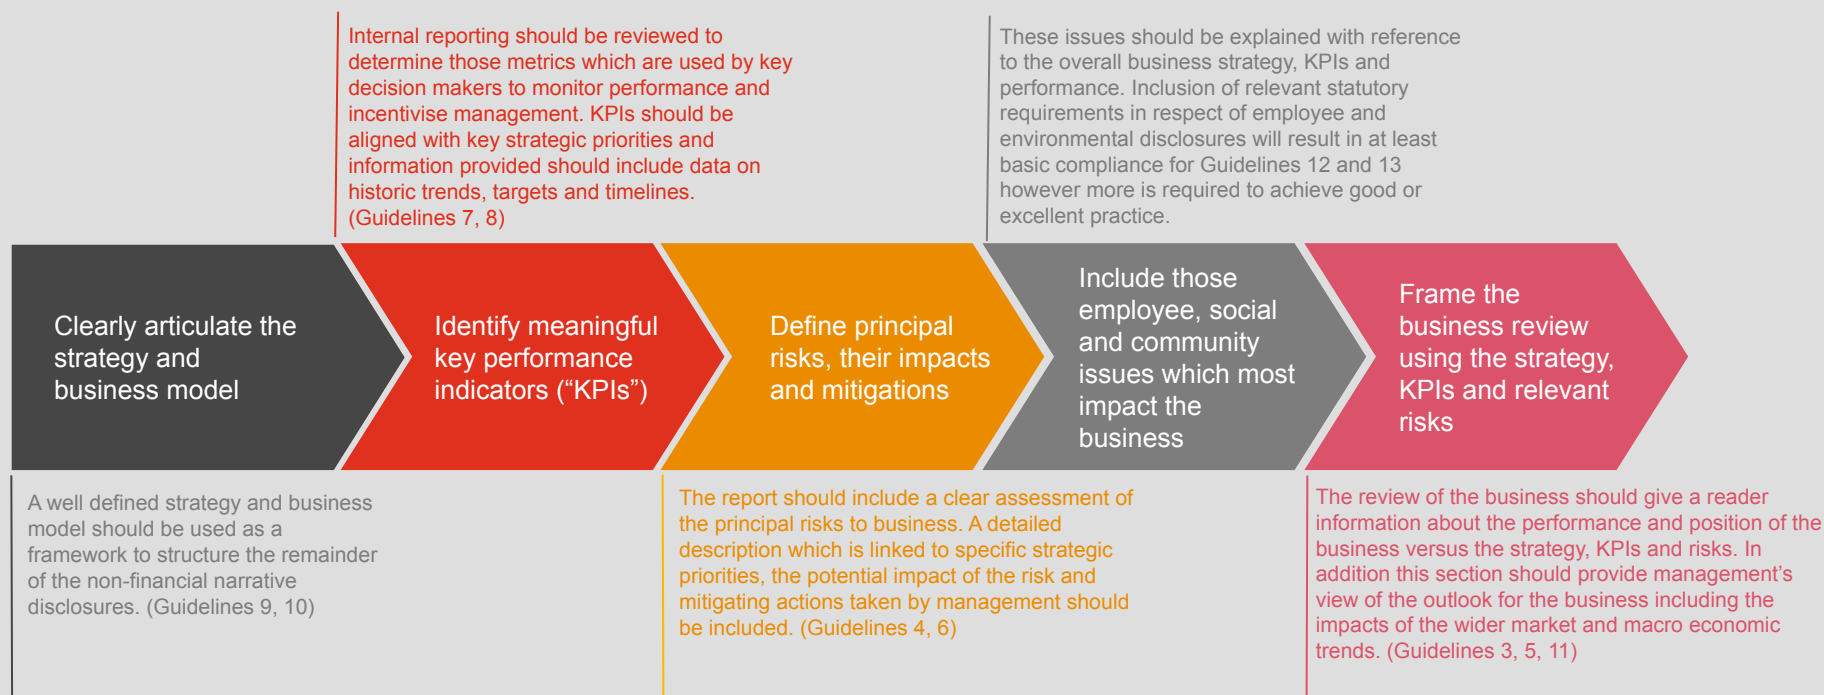 Internal reporting should be reviewed to
determine those metrics which are used by key
decision makers to monitor performance and
incentivise management. KPIs should be
aligned with key strategic priorities and
information provided should include data on
historic trends, targets and timelines.
(Guidelines 7, 8)
These issues should be explained with reference
to the overall business strategy, KPIs and
performance. Inclusion of relevant statutory
requirements in respect of employee and
environmental disclosures will result in at least
basic compliance for Guidelines 12 and 13
however more is required to achieve good or
excellent practice.
Clearly articulate the
strategy and
business model
Identify meaningful
key performance
indicators (“KPIs”)
Define principal
risks, their impacts
and mitigations
Include those
employee, social
and community
issues which most
impact the
business
Frame the
business review
using the strategy,
KPIs and relevant
risks
A well defined strategy and business
model should be used as a
framework to structure the remainder
of the non-financial narrative
disclosures. (Guidelines 9, 10)
The report should include a clear assessment of
the principal risks to business. A detailed
description which is linked to specific strategic
priorities, the potential impact of the risk and
mitigating actions taken by management should
be included. (Guidelines 4, 6)
The review of the business should give a reader
information about the performance and position of the
business versus the strategy, KPIs and risks. In
addition this section should provide management’s
view of the outlook for the business including the
impacts of the wider market and macro economic
trends. (Guidelines 3, 5, 11)